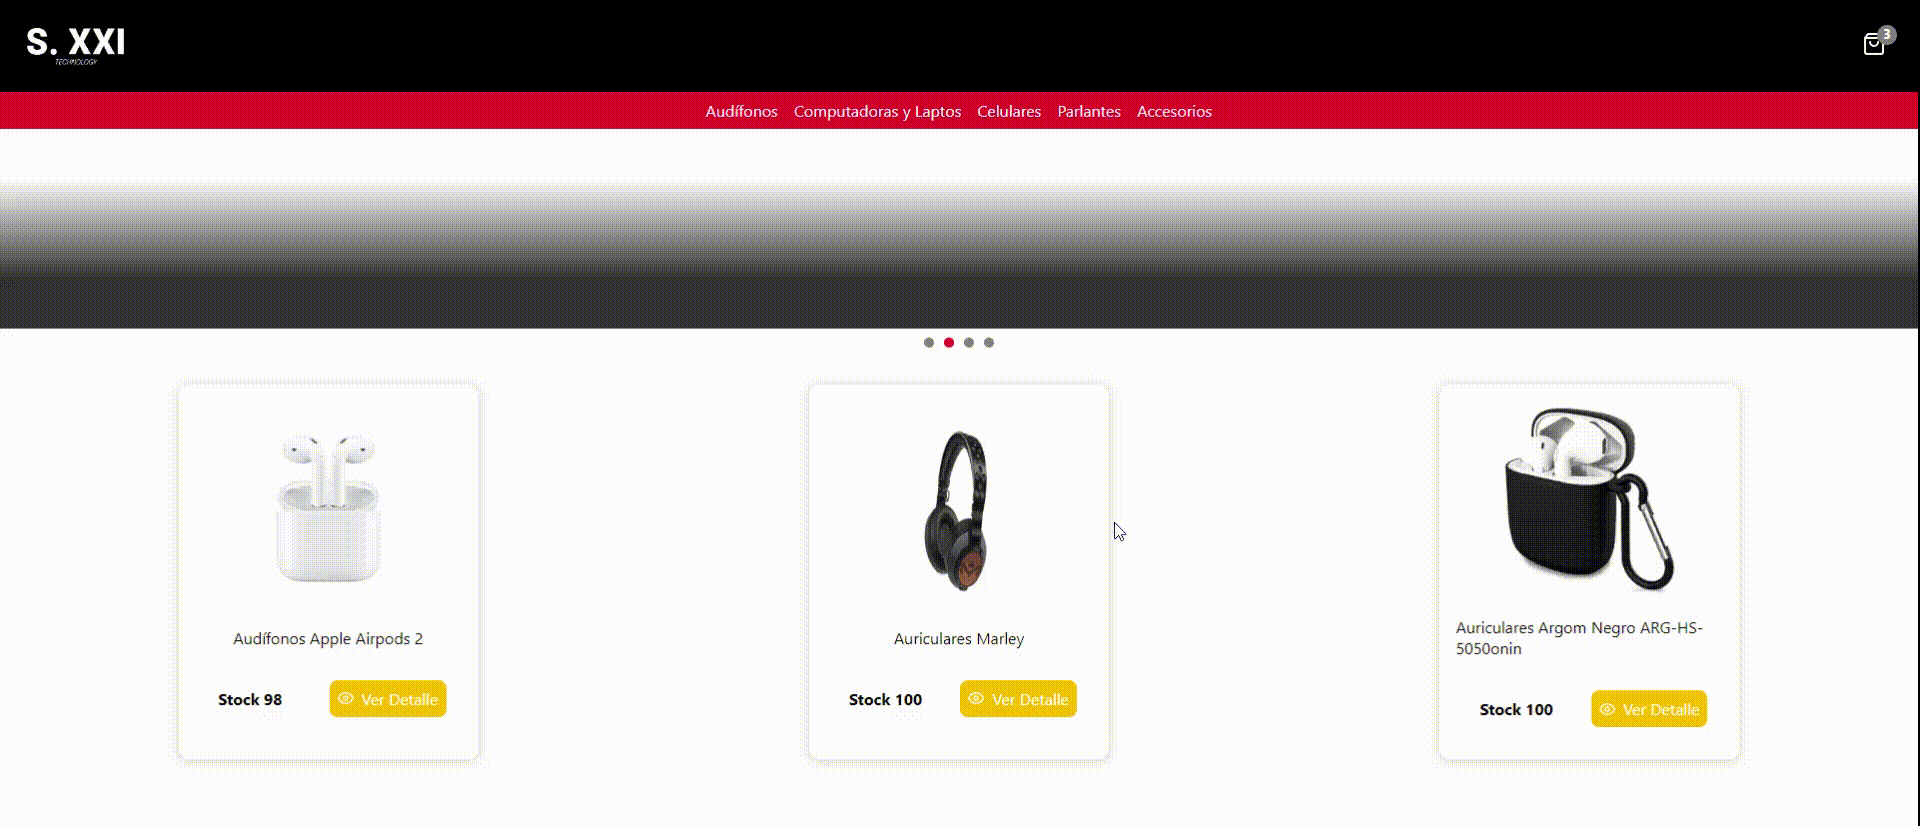 S. XXI
TECHNOLOGY
3
Audífonos Computadoras y Laptos Celulares Parlantes Accesorios
Audífonos Apple Airpods 2
Stock 98 Ver Detalle
Auriculares Marley
Stock 100 Ver Detalle
Auriculares Argom Negro ARG-HS-
5050onin
Stock 100 Ver Detalle